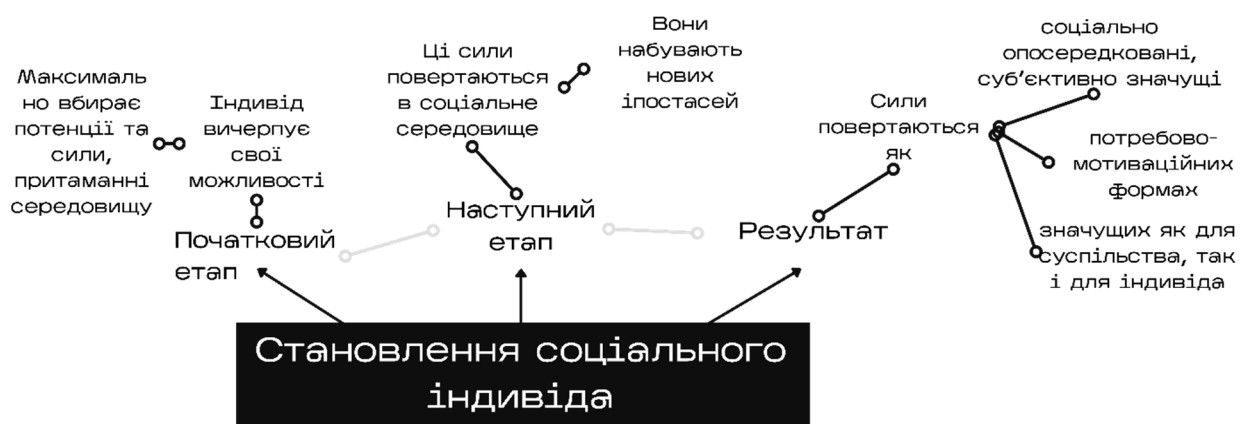 Максималь
но вбирає
потенції та
сили,
притаманні
середовищу
Індивід
вичерпує
свої
можливості
Початковий
етап
Ці сили
повертаються
в соціальне
середовище
Вони
набувають
нових
іпостасей
Наступний
етап
Сили
повертаються
як
соціально
опосередковані,
суб’єктивно значущі
потребово-
мотиваційних
формах
значущих як для
суспільства, так
і для індивіда
Результат
Становлення соціального
індивіда